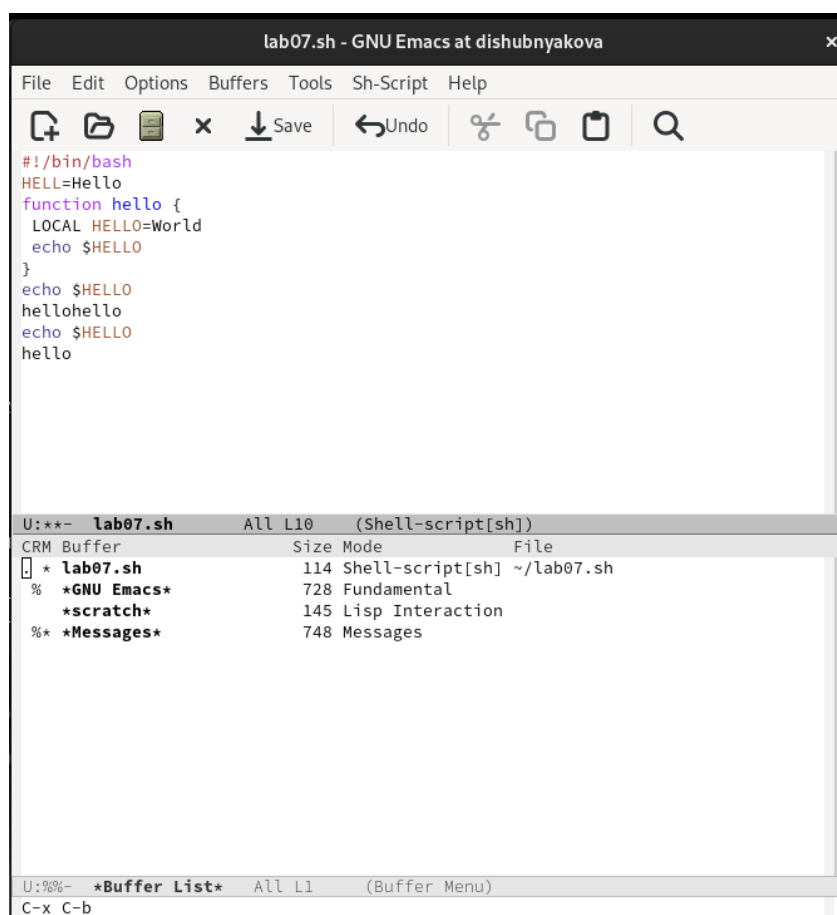 lab07.sh - GNU Emacs at dishubnyakova
File Edit Options Buffers Tools Sh-Script Help
Save Undo
#!/bin/bash
HELL=Hello
function hello {
 LOCAL HELLO=World
 echo $HELLO
}
echo $HELLO
hellohello
echo $HELLO
hello
U:**-  lab07.sh       All L10    (Shell-script[sh])
CRM Buffer                 Size Mode             File
. * lab07.sh                114 Shell-script[sh] ~/lab07.sh
 %  *GNU Emacs*             728 Fundamental
    *scratch*               145 Lisp Interaction
 %* *Messages*              748 Messages
U:%%-  *Buffer List*   All L1     (Buffer Menu)
C-x C-b